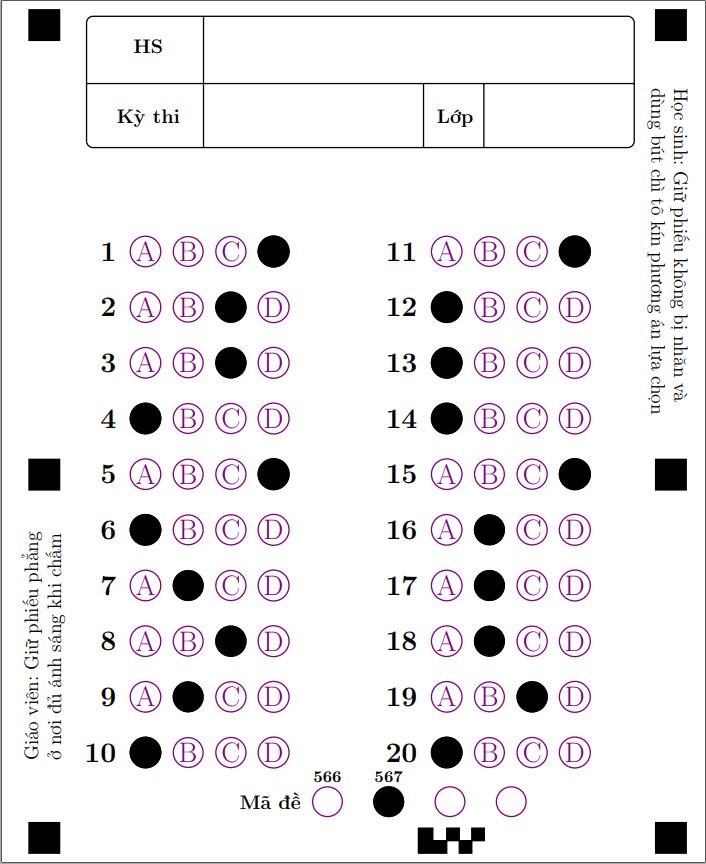 HS
Kỳ thi Lớp
Học sinh: Giữ phiếu không bị nhăn và
dùng bút chì tô kín phương án lựa chọn
1 A B C
2 A B D
3 A B D
4 B C D
5 A B C
6 B C D
7 A C D
8 A B D
9 A C D
10 B C D
11 A B C
12 B C D
13 B C D
14 B C D
15 A B C
16 A C D
17 A C D
18 A C D
19 A B D
20 B C D
Giáo viên: Giữ phiếu phẳng
ở nơi đủ ánh sáng khi chấm
566 567
Mã đề